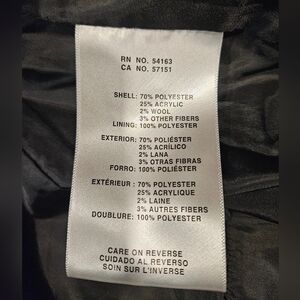 RN NO. 54163
CA NO. 57151
SHELL: 70% POLYESTER
25% ACRYLIC
2% WOOL
3% OTHER FIBERS
LINING: 100% POLYESTER
EXTERIOR: 70% POLIÉSTER
25% ACRÍLICO
2% LANA
3% OTRAS FIBRAS
FORRO: 100% POLIÉSTER
EXTÉRIEUR : 70% POLYESTER
25% ACRYLIQUE
2% LAINE
3% AUTRES FIBERS
DOUBLURE: 100% POLYESTER
CARE ON REVERSE
CUIDADO AL REVERSO
SOIN SUR L'INVERSE